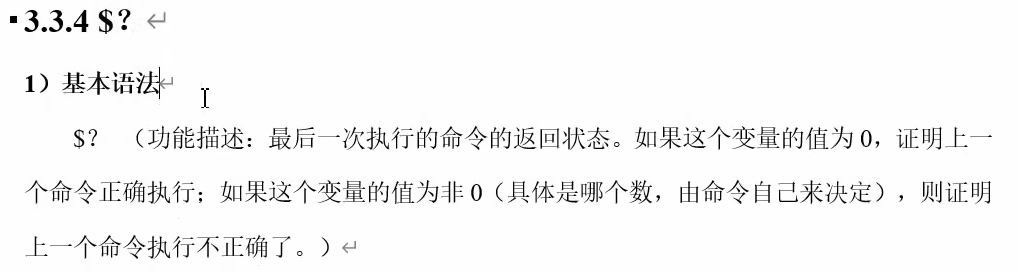 3.3.4 $？
1）基本语法
$？ （功能描述：最后一次执行的命令的返回状态。如果这个变量的值为 0，证明上一
个命令正确执行；如果这个变量的值为非 0（具体是哪个数，由命令自己来决定），则证明
上一个命令执行不正确了。）